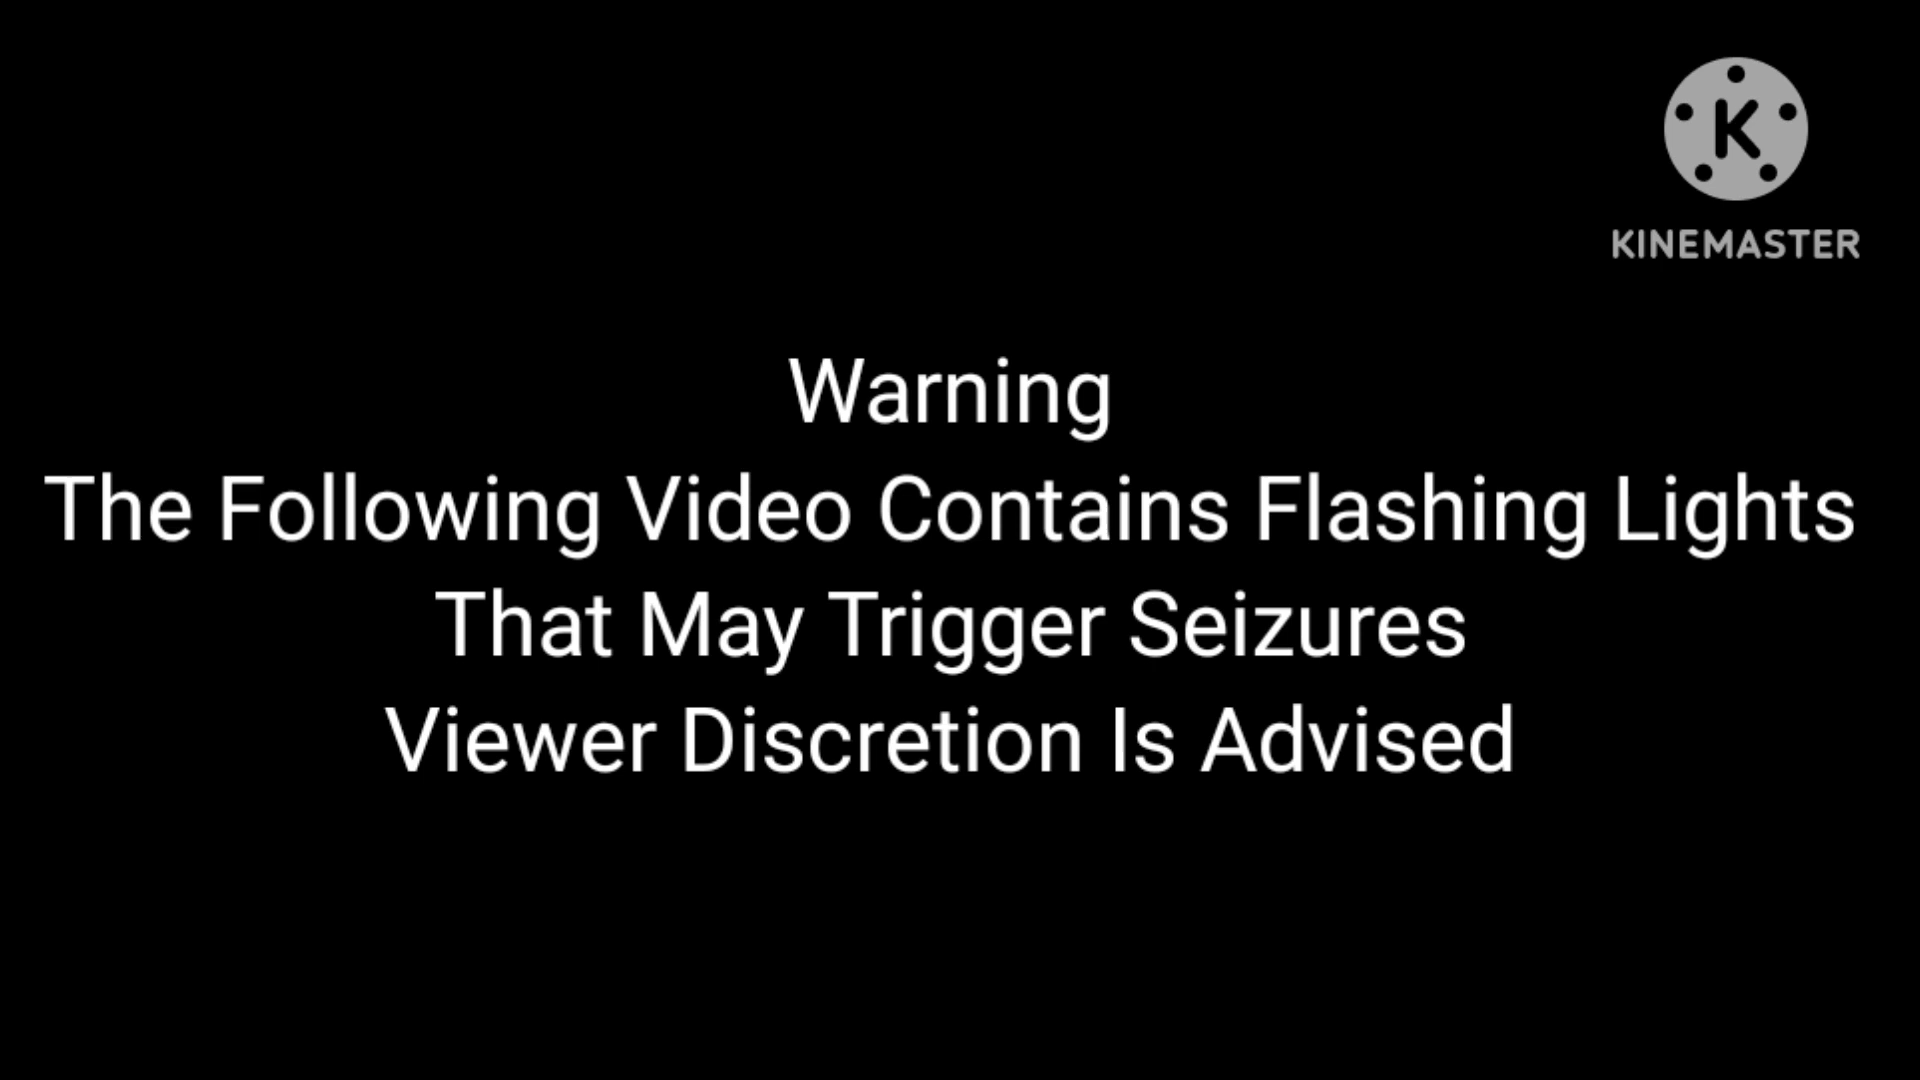 K
KINEMASTER
Warning
The Following Video Contains Flashing Lights
That May Trigger Seizures
Viewer Discretion Is Advised